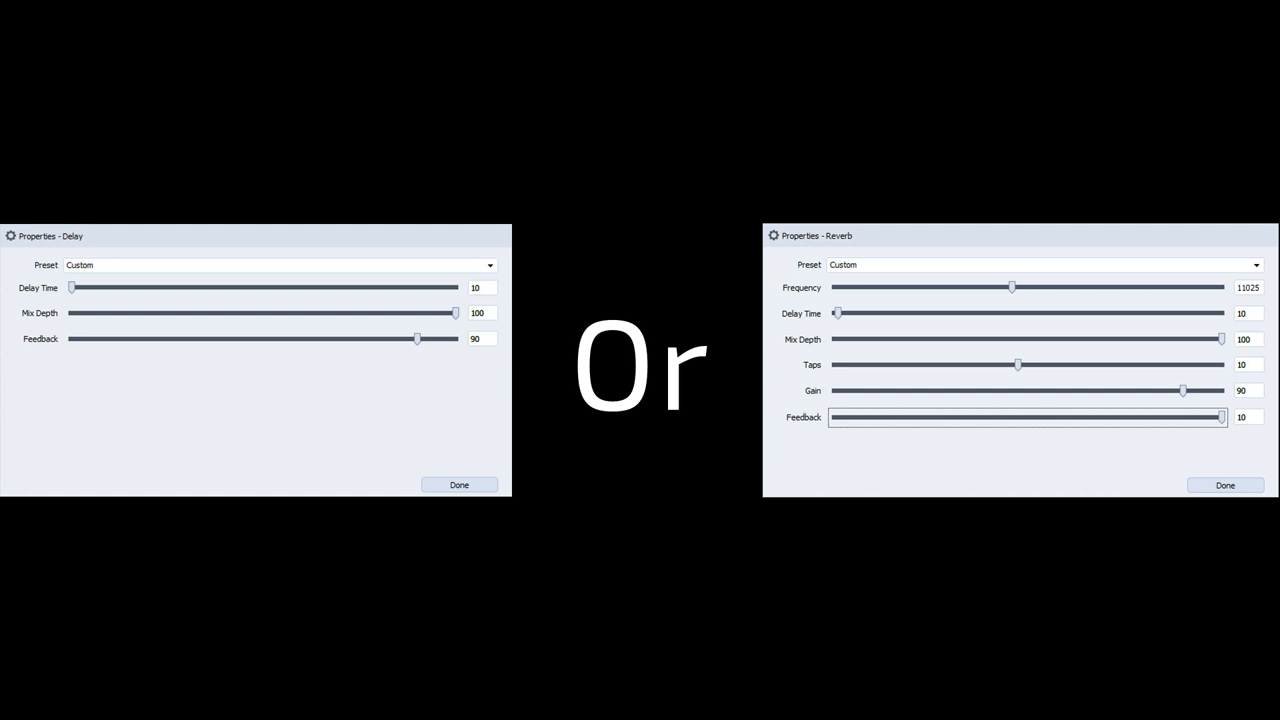 Properties - Delay
Preset Custom
Delay Time 10
Mix Depth 100
Feedback 90
Done
Or
Properties - Reverb
Preset Custom
Frequency 11025
Delay Time 10
Mix Depth 100
Taps 10
Gain 90
Feedback 10
Done